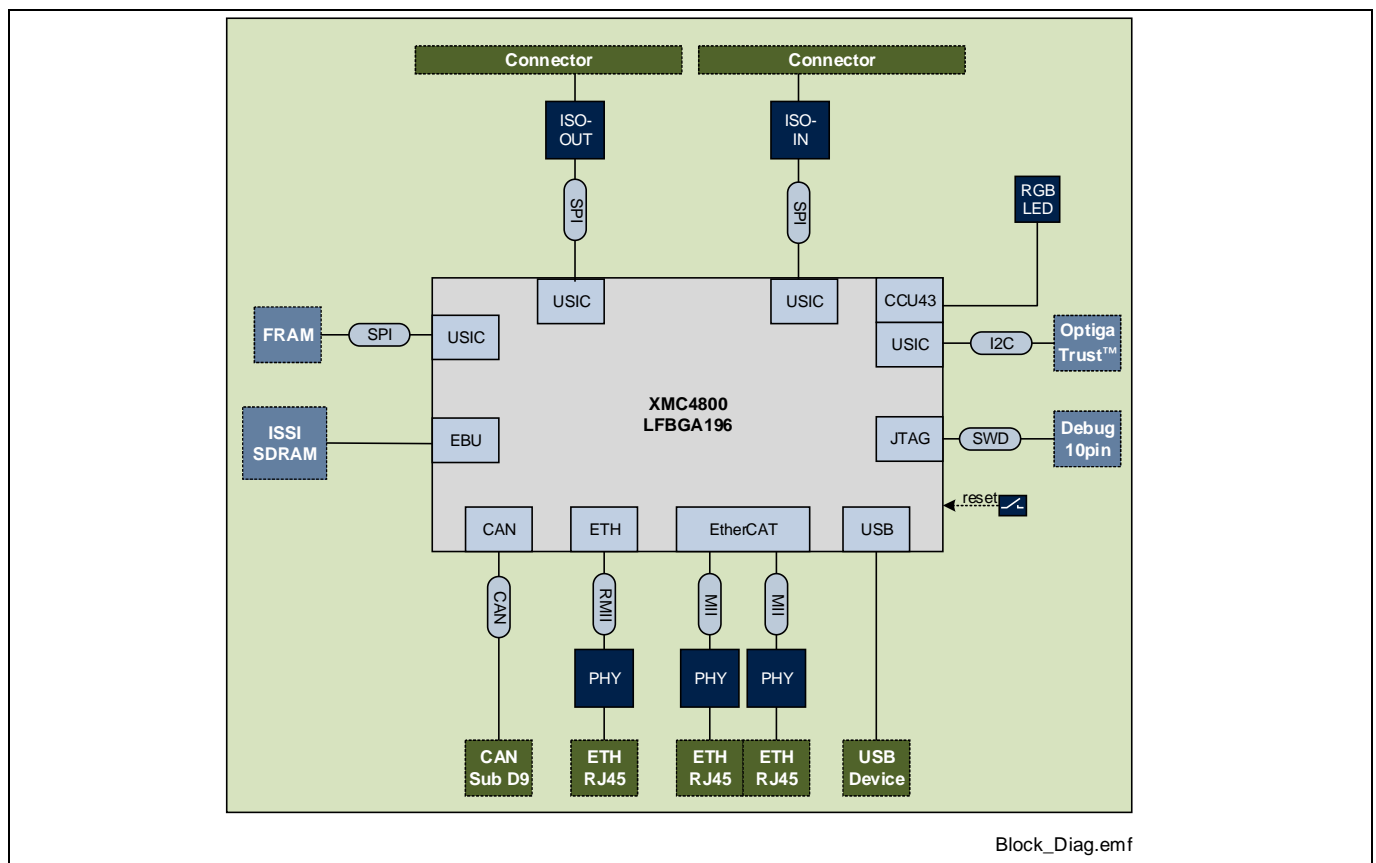 Connector
Connector
ISO-
OUT
ISO-
IN
SPI
SPI
RGB
LED
USIC
USIC
CCU43
FRAM
SPI
USIC
USIC
I2C
Optiga
Trust™
XMC4800
LFBGA196
ISSI
SDRAM
EBU
JTAG
SWD
Debug
10pin
reset
CAN
ETH
EtherCAT
USB
CAN
RMII
MII
MII
PHY
PHY
PHY
CAN
Sub D9
ETH
RJ45
ETH
RJ45
ETH
RJ45
USB
Device
Block_Diag.emf